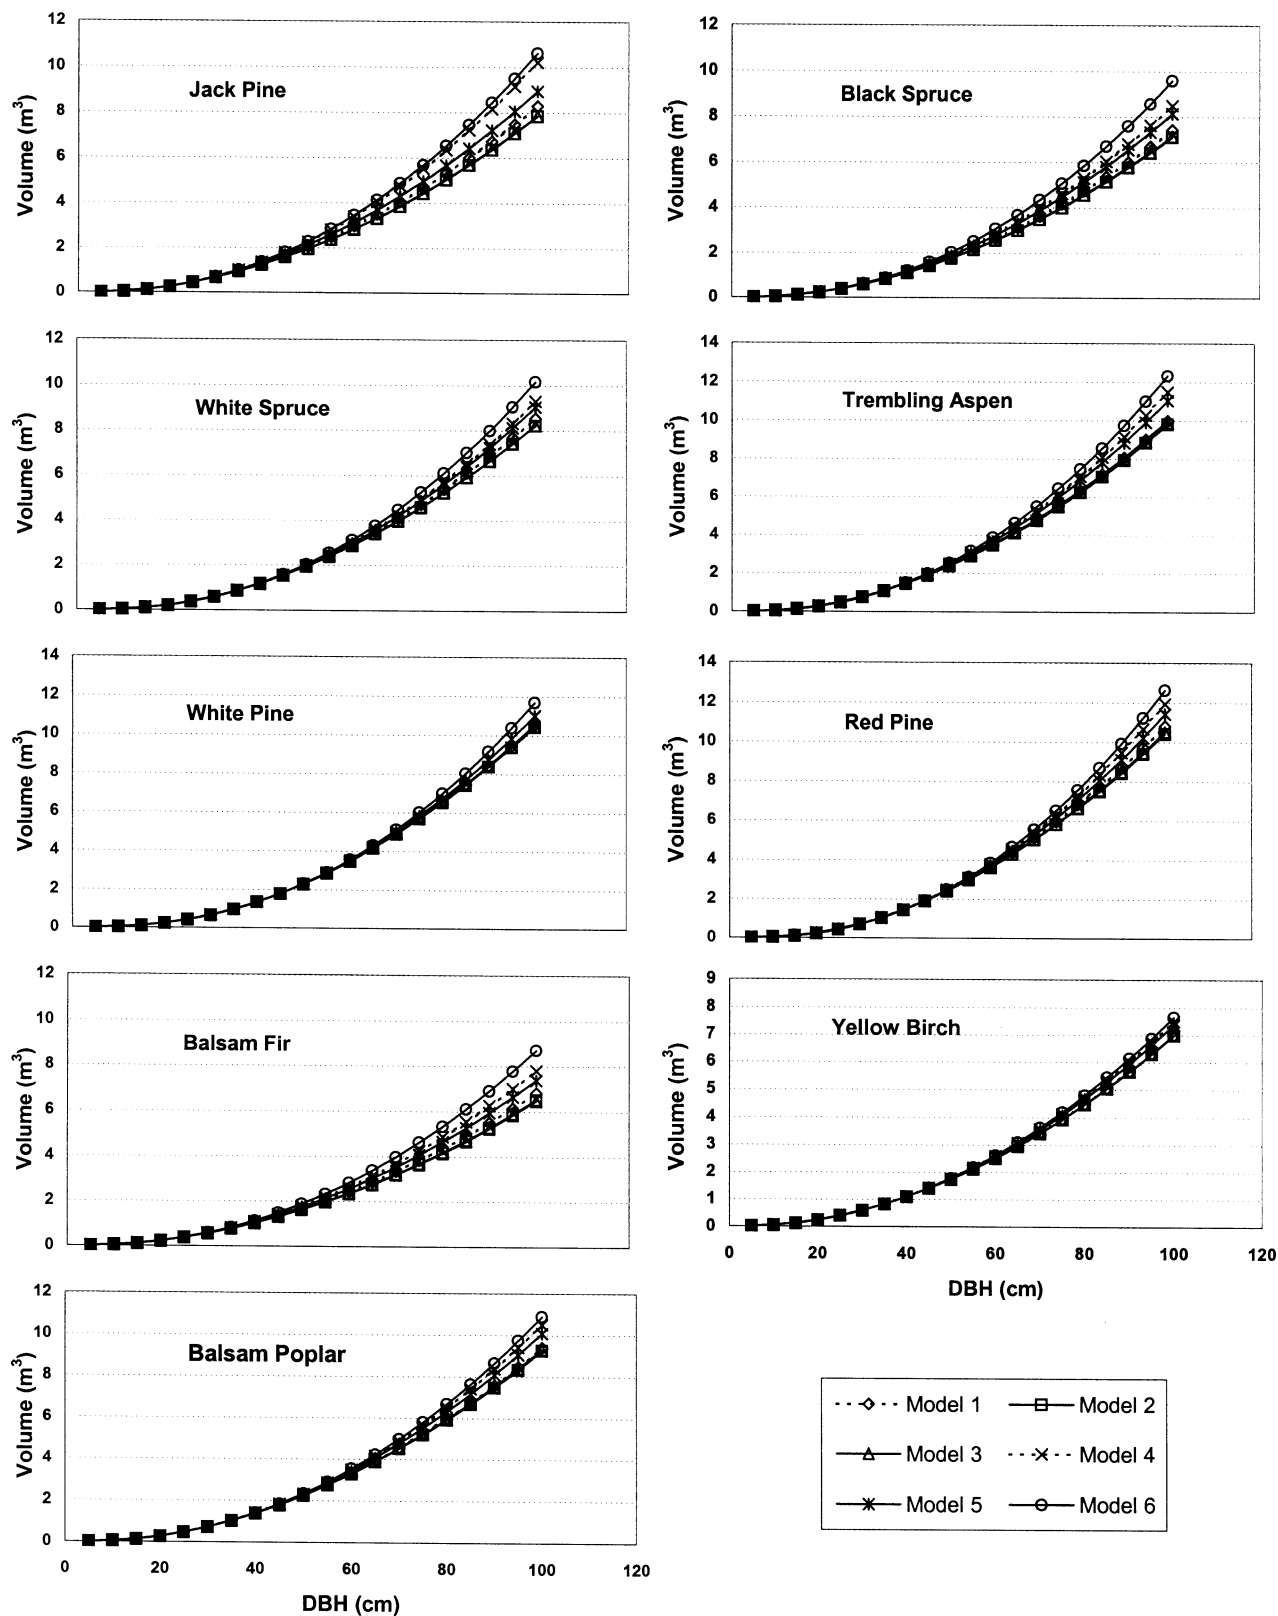 Jack Pine
Volume (m³)
12
10
8
6
4
2
0
Black Spruce
Volume (m³)
12
10
8
6
4
2
0
White Spruce
Volume (m³)
12
10
8
6
4
2
0
Trembling Aspen
Volume (m³)
14
12
10
8
6
4
2
0
White Pine
Volume (m³)
14
12
10
8
6
4
2
0
Red Pine
Volume (m³)
14
12
10
8
6
4
2
0
Balsam Fir
Volume (m³)
12
10
8
6
4
2
0
Yellow Birch
Volume (m³)
9
8
7
6
5
4
3
2
1
0
0 20 40 60 80 100 120
DBH (cm)
Balsam Poplar
Volume (m³)
12
10
8
6
4
2
0
0 20 40 60 80 100 120
DBH (cm)
Model 1 Model 2
Model 3 Model 4
Model 5 Model 6